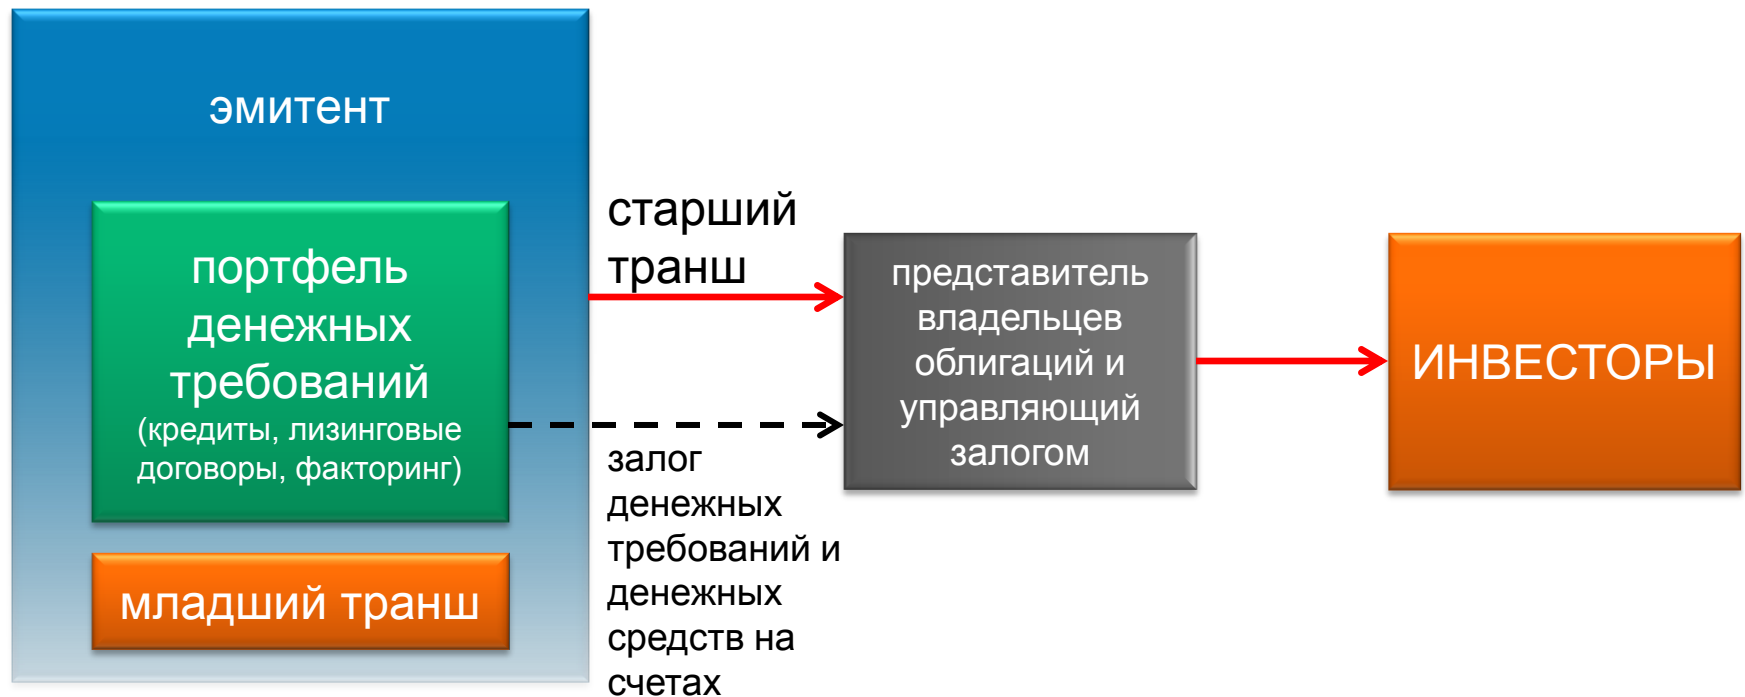 эмитент
портфель
денежных
требований
(кредиты, лизинговые
договоры, факторинг)
младший транш
старший
транш
залог
денежных
требований и
денежных
средств на
счетах
представитель
владельцев
облигаций и
управляющий
залогом
ИНВЕСТОРЫ